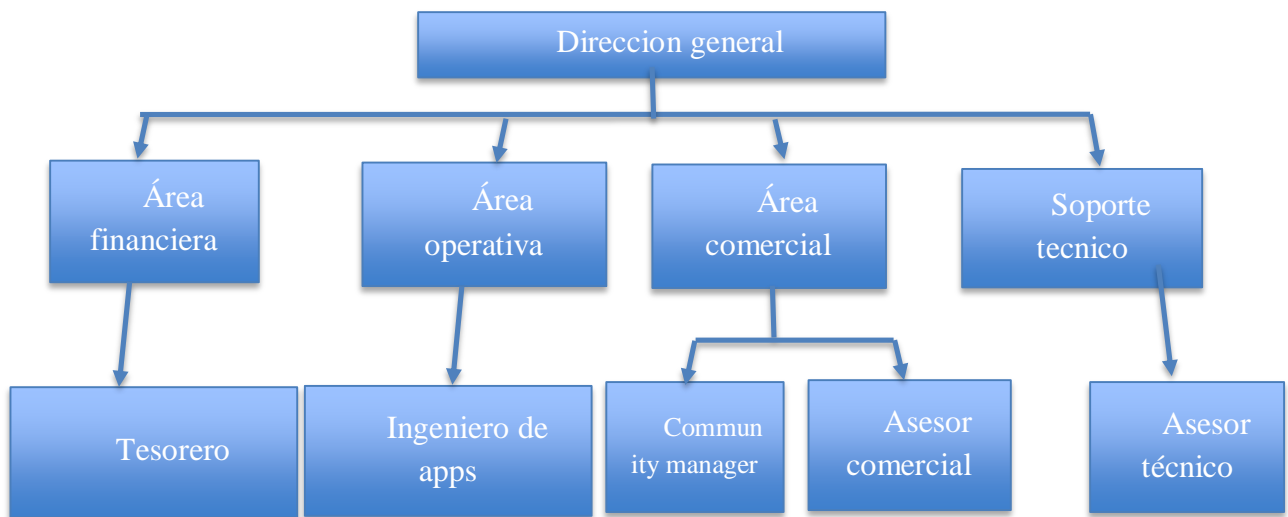 Direccion general
Área
financiera
Área
operativa
Área
comercial
Soporte
tecnico
Tesorero
Ingeniero de
apps
Commun
ity manager
Asesor
comercial
Asesor
técnico